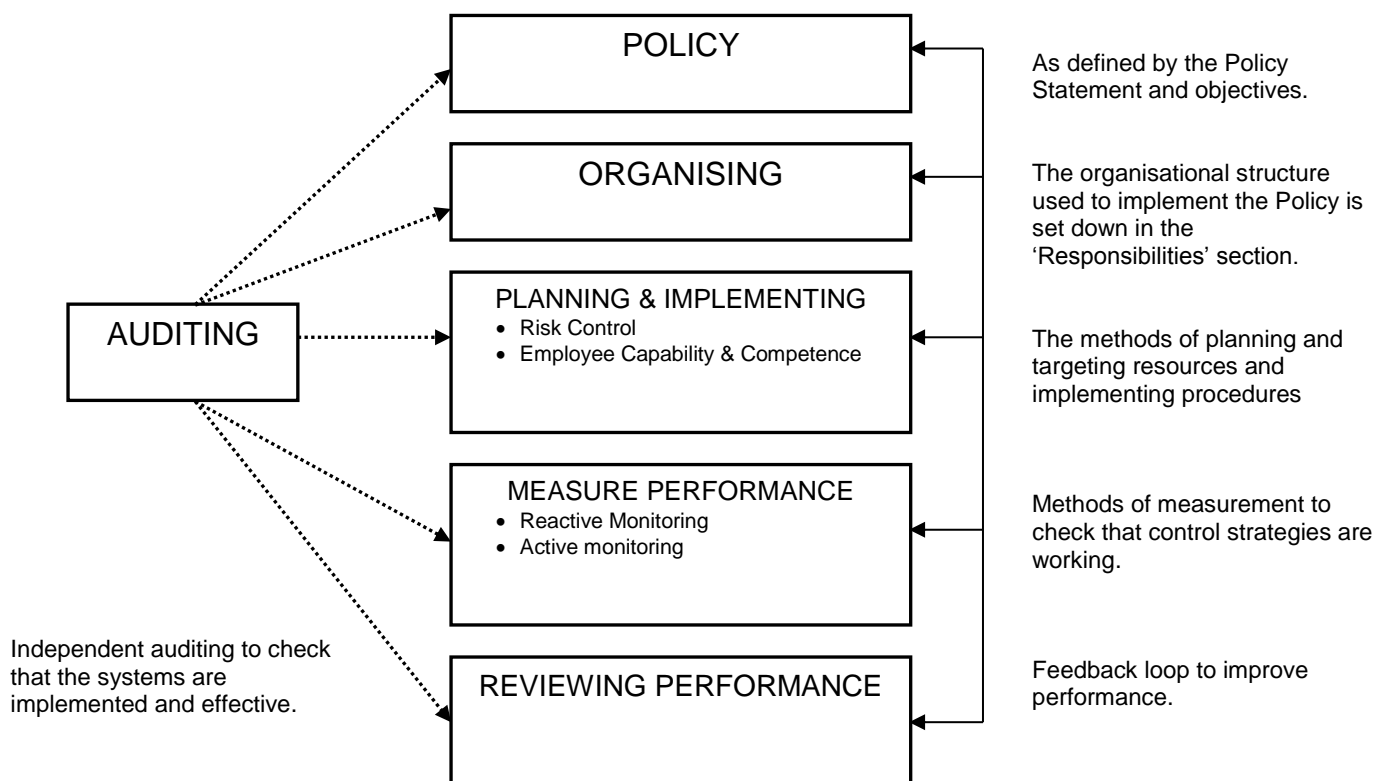 POLICY
As defined by the Policy
Statement and objectives.
ORGANISING
The organisational structure
used to implement the Policy is
set down in the
‘Responsibilities’ section.
AUDITING
PLANNING & IMPLEMENTING
• Risk Control
• Employee Capability & Competence
The methods of planning and
targeting resources and
implementing procedures
MEASURE PERFORMANCE
• Reactive Monitoring
• Active monitoring
Methods of measurement to
check that control strategies are
working.
Independent auditing to check
that the systems are
implemented and effective.
REVIEWING PERFORMANCE
Feedback loop to improve
performance.